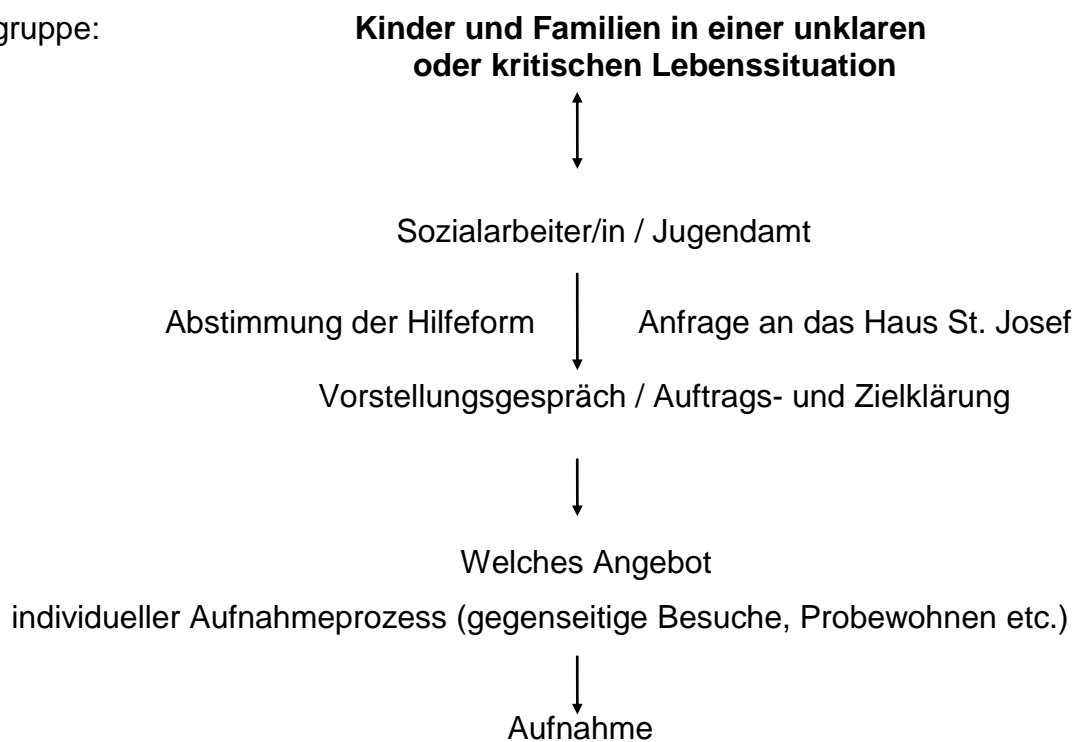 gruppe: Kinder und Familien in einer unklaren
oder kritischen Lebenssituation
Sozialarbeiter/in / Jugendamt
Abstimmung der Hilfeform Anfrage an das Haus St. Josef
Vorstellungsgespräch / Auftrags- und Zielklärung
Welches Angebot
individueller Aufnahmeprozess (gegenseitige Besuche, Probewohnen etc.)
Aufnahme